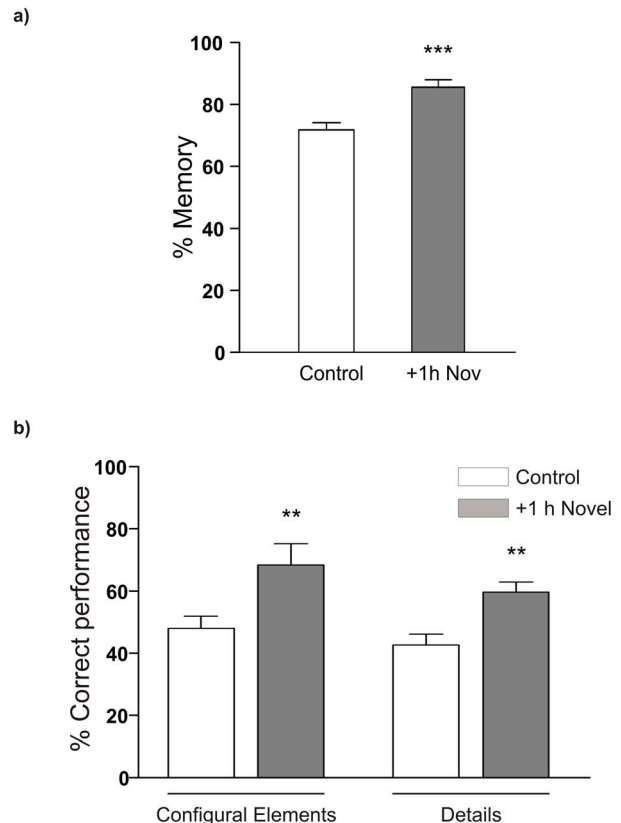 a)
100
80
60
40
20
0
% Memory
***
Control +1h Nov
b)
100
80
60
40
20
0
% Correct performance
Control
+1 h Novel
**
**
Configural Elements Details